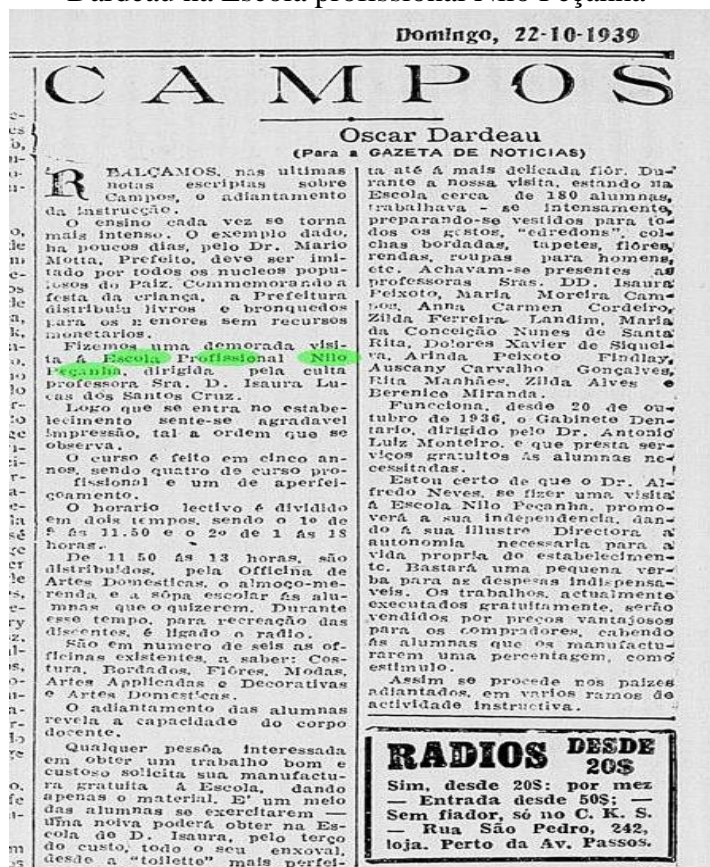 Dardeau na Escola profissional Nilo Peçanha
Domingo, 22-10-1939
CAMPOS
Oscar Dardeau
(Para a GAZETA DE NOTICIAS)
REALÇAMOS, nas ultimas
notas escriptas sobre
Campos, o adiantamento
da instrucção.
O ensino cada vez se torna
mais intenso. O exemplo dado,
ha poucos dias, pelo Dr. Mario
Motta, Prefeito, deve ser imi-
tado por todos os nucleos popu-
losos do Paiz. Commemorando a
festa da criança, a Prefeitura
distribuiu livros e bronquedos
para os menores sem recursos
monetarios.
Fizemos uma demorada visi-
ta á Escola Profissional Nilo
Peçanha, dirigida pela culta
professora Sra. D. Isaura Lu-
cas dos Santos Cruz.
Logo que se entra no estabe-
lecimento sente-se agradavel
impressão, tal a ordem que se
observa.
O curso é feito em cinco an-
nos, sendo quatro de curso pro-
fissional e um de aperfei-
çoamento.
O horario lectivo é dividido
em dois tempos, sendo o 1º de
ás 11.50 e o 2º de 1 ás 18
horas.
De 11 50 ás 13 horas, são
distribuidos, pela Officina de
Artes Domesticas, o almoço-me-
renda e a sôpa escolar ás alu-
mnas que o quizerem. Durante
esse tempo, para recreação das
discentes, é ligado o radio.
São em numero de seis as of-
ficinas existentes, a saber: Cos-
tura, Bordados, Flôres, Modas,
Artes Applicadas e Decorativas
e Artes Domesticas.
O adiantamento das alumnas
revela a capacidade do corpo
docente.
Qualquer pessôa interessada
em obter um trabalho bom e
custoso solicita sua manufactu-
ra gratuita á Escola, dando
apenas o material. E' um meio
das alumnas se exercitarem —
uma noiva poderá obter na Es-
cola de D. Isaura, pelo terço
do custo, todo o seu enxoval,
desde a "toilette" mais perfei-
ta até á mais delicada flôr. Du-
rante a nossa visita, estando na
Escola cerca de 180 alumnas,
trabalhava - se intensamente,
preparando-se vestidos para to-
dos os gostos, "edredons", col-
chas bordadas, tapetes, flôres,
rendas, roupas para homens,
etc. Achavam-se presentes as
professoras Sras. DD. Isaura
Peixoto, Maria Moreira Cam-
pos, Anna Carmen Cordeiro,
Zilda Ferreira Landim, Maria
da Conceição Nunes de Santa
Rita, Dolores Xavier de Siquei-
ra, Arinda Peixoto Findlay,
Auscany Carvalho Gonçalves,
Rita Manhães, Zilda Alves e
Berenice Miranda.
Funcciona, desde 20 de ou-
tubro de 1936, o Gabinete Den-
tario, dirigido pelo Dr. Antonio
Luiz Monteiro, e que presta ser-
viços gratuitos ás alumnas ne-
cessitadas.
Estou certo de que o Dr. Al-
fredo Neves, se fizer uma visita
á Escola Nilo Peçanha, promo-
verá a sua independencia, dan-
do á sua illustre Directora a
autonomia necessaria para a
vida propria do estabelecimen-
to. Bastará uma pequena ver-
ba para as despesas indispensa-
veis. Os trabalhos, actualmente
executados gratuitamente, serão
vendidos por preços vantajosos
para os compradores, cabendo
ás alumnas que os manufactu-
rarem uma percentagem, como
estimulo.
Assim se procede nos paizes
adiantados, em varios ramos de
actividade instructiva.
RADIOS DESDE
20$
Sim, desde 20$: por mez
— Entrada desde 50$; —
Sem fiador, só no C. K. S.
— Rua São Pedro, 242,
loja. Perto da Av. Passos.